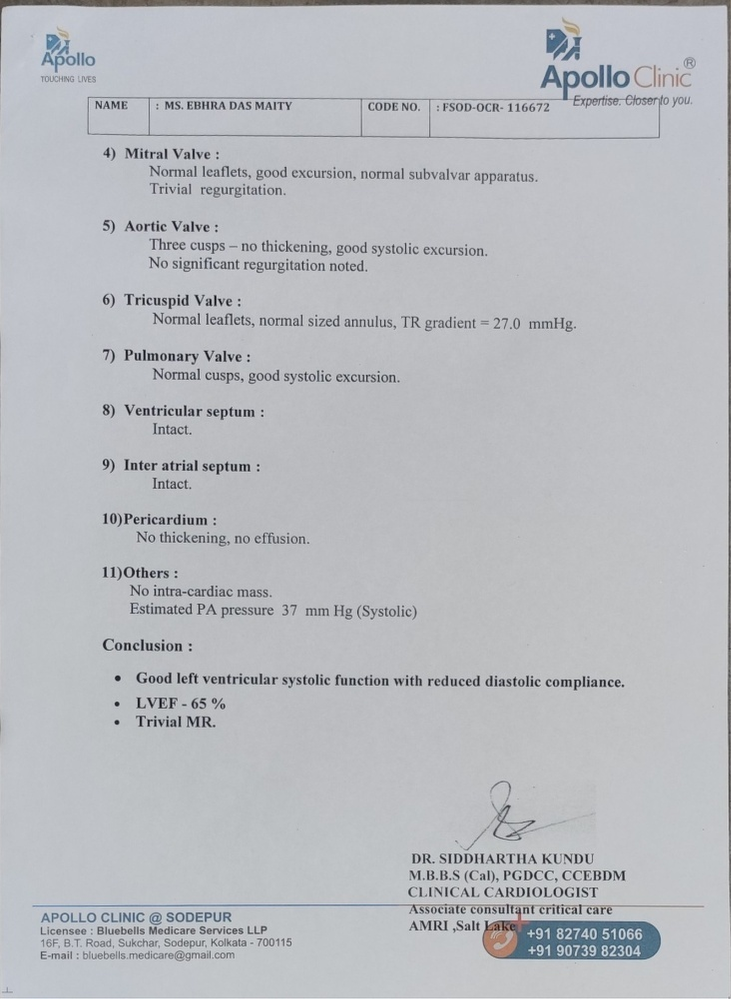 Apollo
TOUCHING LIVES
Apollo Clinic®
Expertise. Closer to you.
NAME : MS. EBHRA DAS MAITY CODE NO. : FSOD-OCR- 116672
4) Mitral Valve :
Normal leaflets, good excursion, normal subvalvar apparatus.
Trivial regurgitation.
5) Aortic Valve :
Three cusps – no thickening, good systolic excursion.
No significant regurgitation noted.
6) Tricuspid Valve :
Normal leaflets, normal sized annulus, TR gradient = 27.0 mmHg.
7) Pulmonary Valve :
Normal cusps, good systolic excursion.
8) Ventricular septum :
Intact.
9) Inter atrial septum :
Intact.
10)Pericardium :
No thickening, no effusion.
11)Others :
No intra-cardiac mass.
Estimated PA pressure 37 mm Hg (Systolic)
Conclusion :
• Good left ventricular systolic function with reduced diastolic compliance.
• LVEF - 65 %
• Trivial MR.
DR. SIDDHARTHA KUNDU
M.B.B.S (Cal), PGDCC, CCEBDM
CLINICAL CARDIOLOGIST
Associate consultant critical care
AMRI ,Salt Lake
APOLLO CLINIC @ SODEPUR
Licensee : Bluebells Medicare Services LLP
16F, B.T. Road, Sukchar, Sodepur, Kolkata - 700115
E-mail : bluebells.medicare@gmail.com
+91 82740 51066
+91 90739 82304